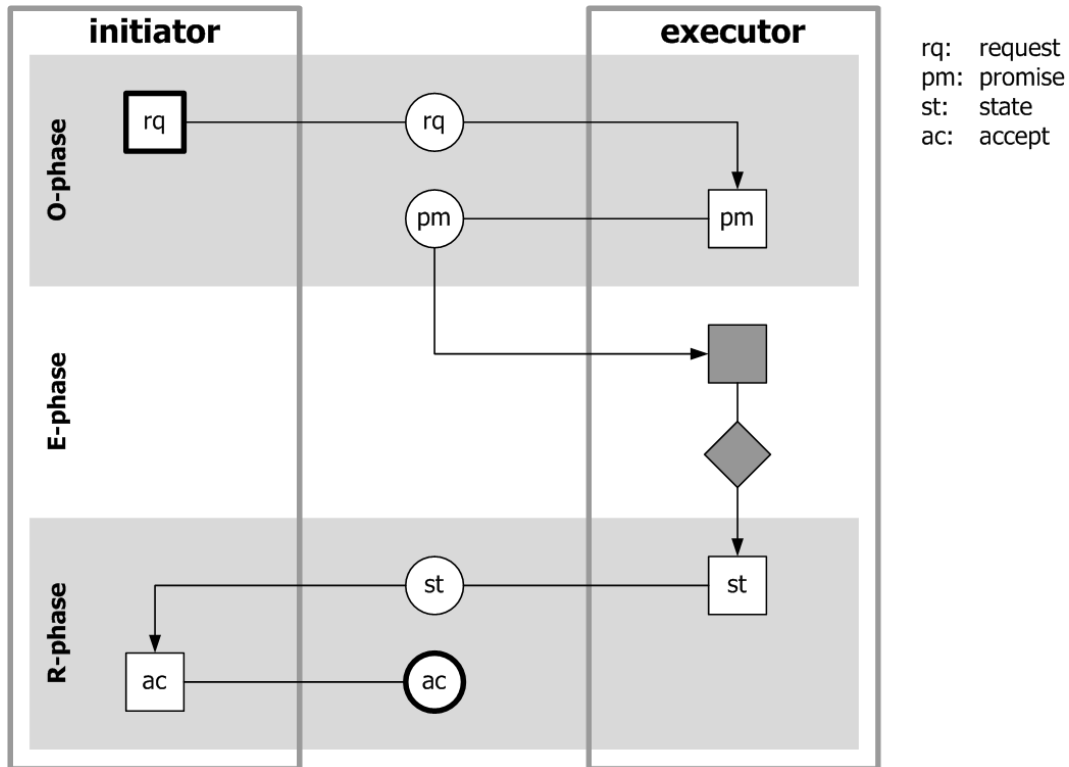 initiator
executor
rq: request
pm: promise
st: state
ac: accept
O-phase
rq
rq
pm
pm
E-phase
R-phase
st
st
ac
ac